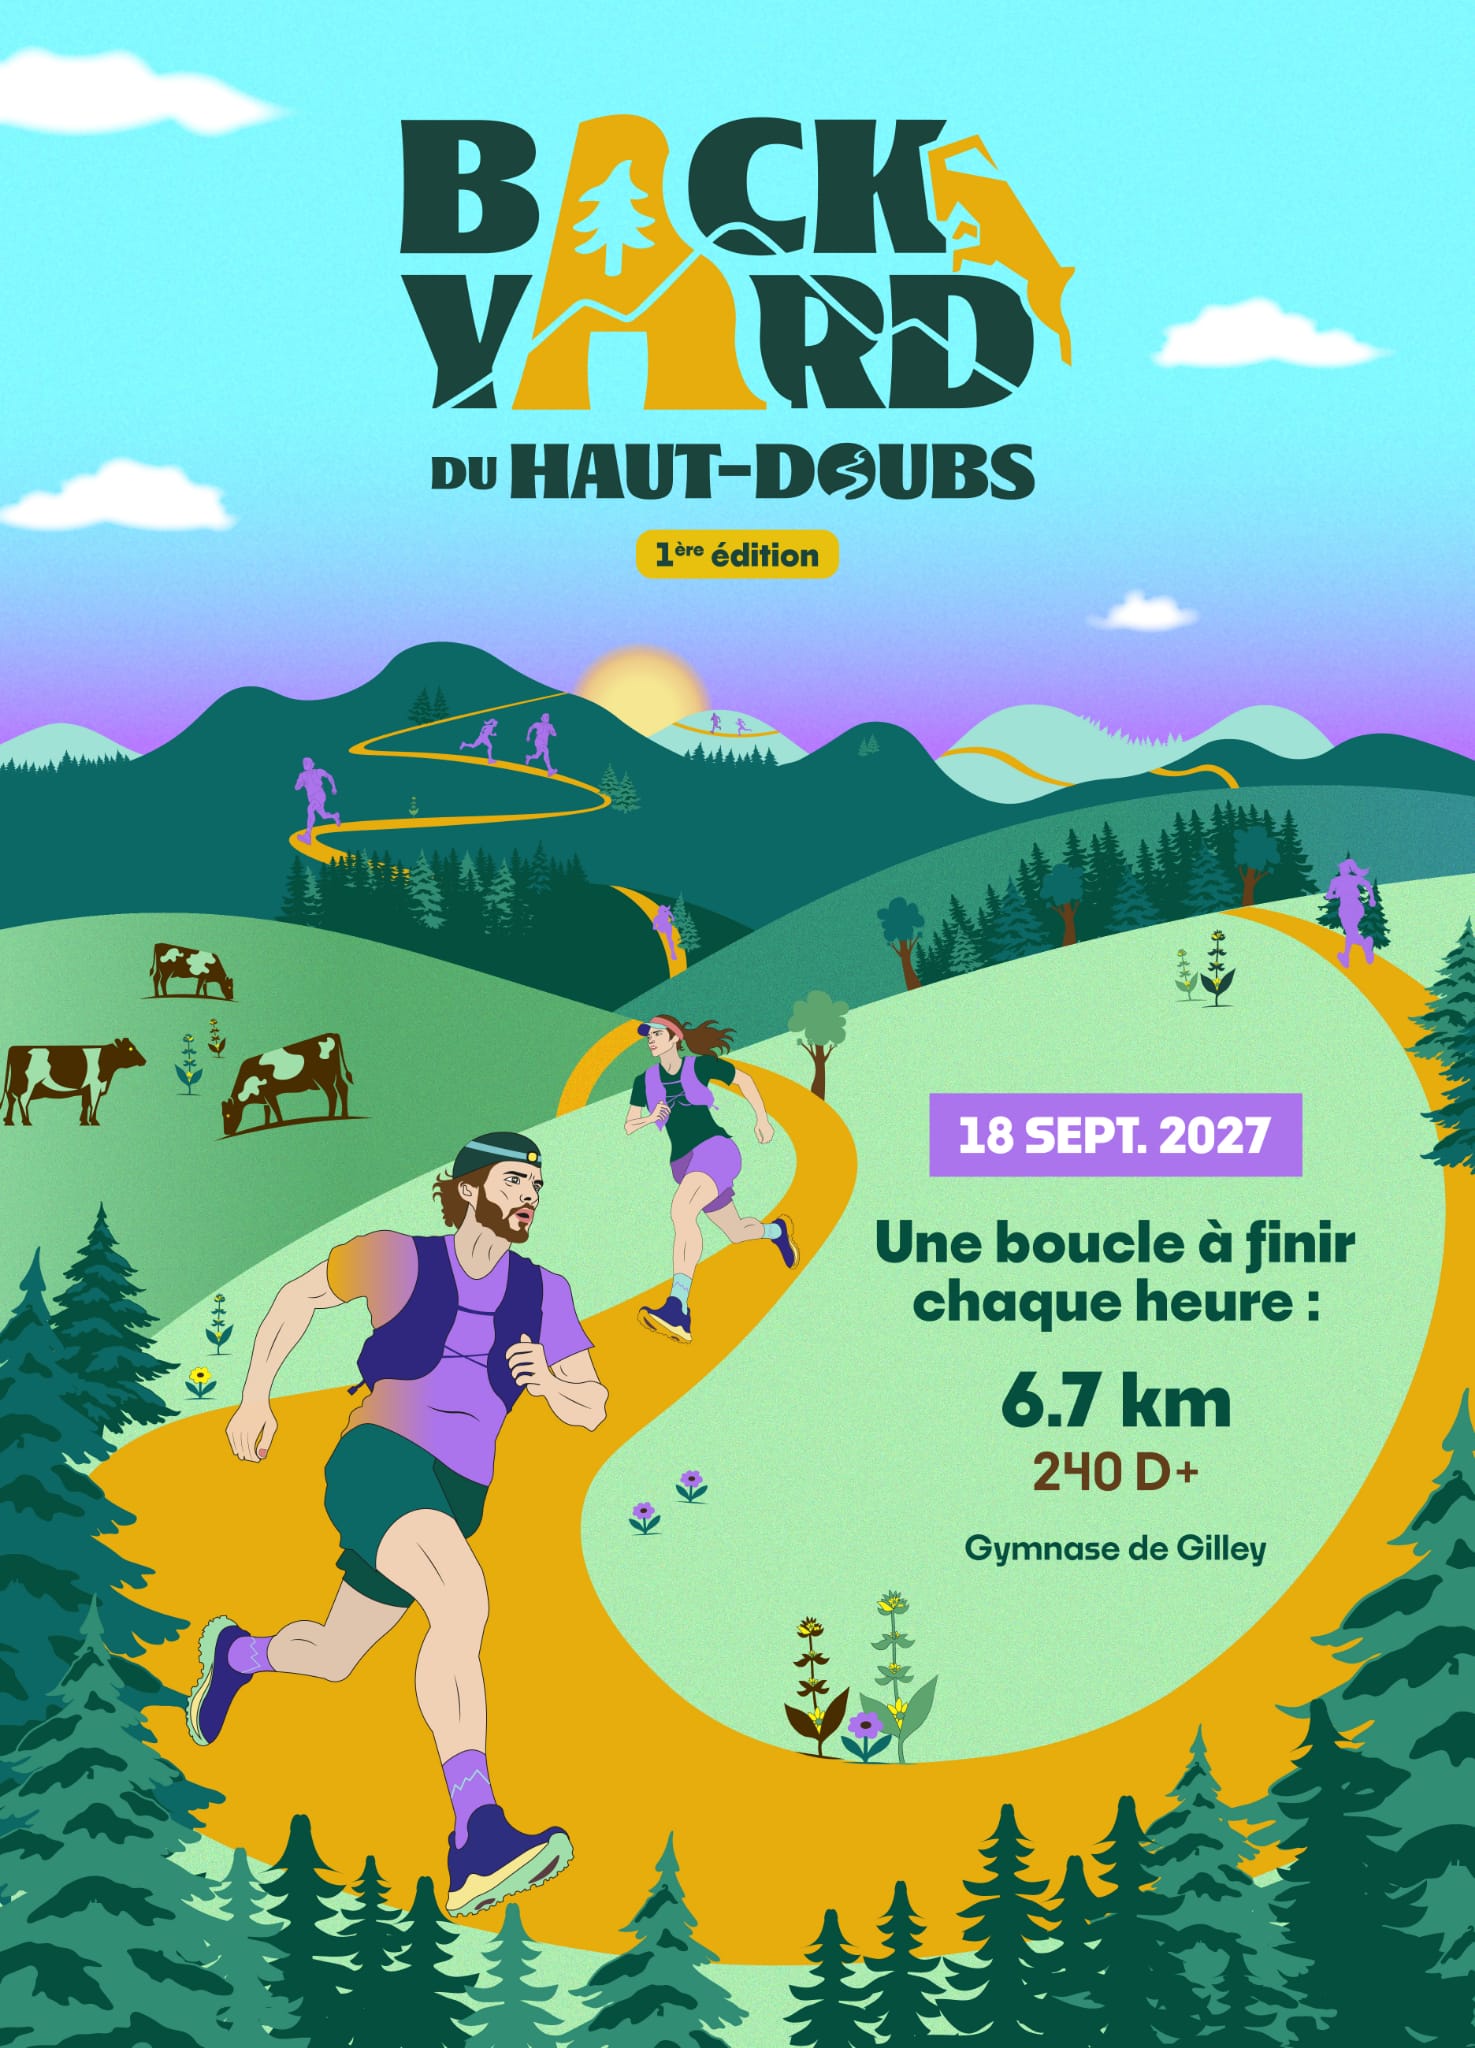 BACK
YARD
DU HAUT-DOUBS
1ère édition
18 SEPT. 2027
Une boucle à finir
chaque heure :
6.7 km
240 D+
Gymnase de Gilley